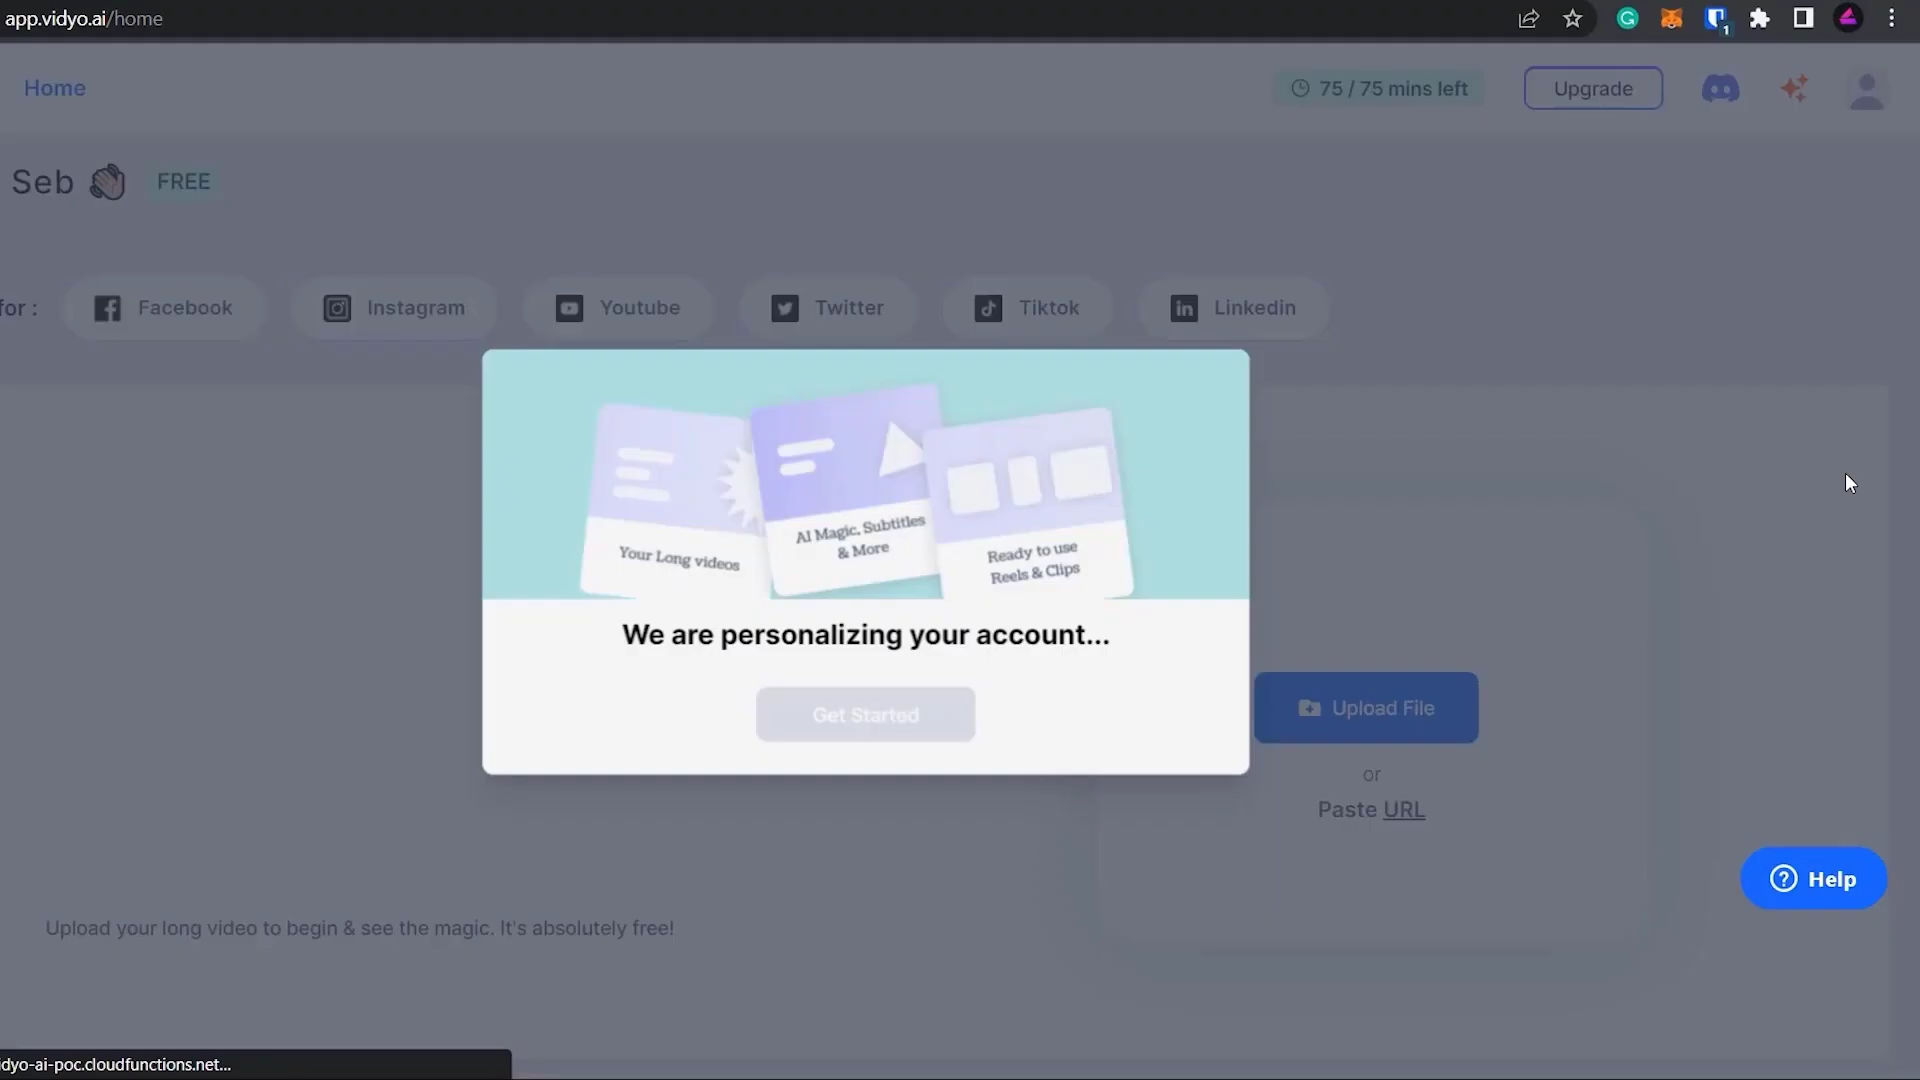 app.vidyo.ai/home
1
Home
75 / 75 mins left
Upgrade
Seb
FREE
for :
Facebook
Instagram
Youtube
Twitter
Tiktok
Linkedin
Your Long videos
AI Magic, Subtitles
& More
Ready to use
Reels & Clips
We are personalizing your account...
Get Started
Upload File
or
Paste URL
Help
Upload your long video to begin & see the magic. It's absolutely free!
idyo-ai-poc.cloudfunctions.net...